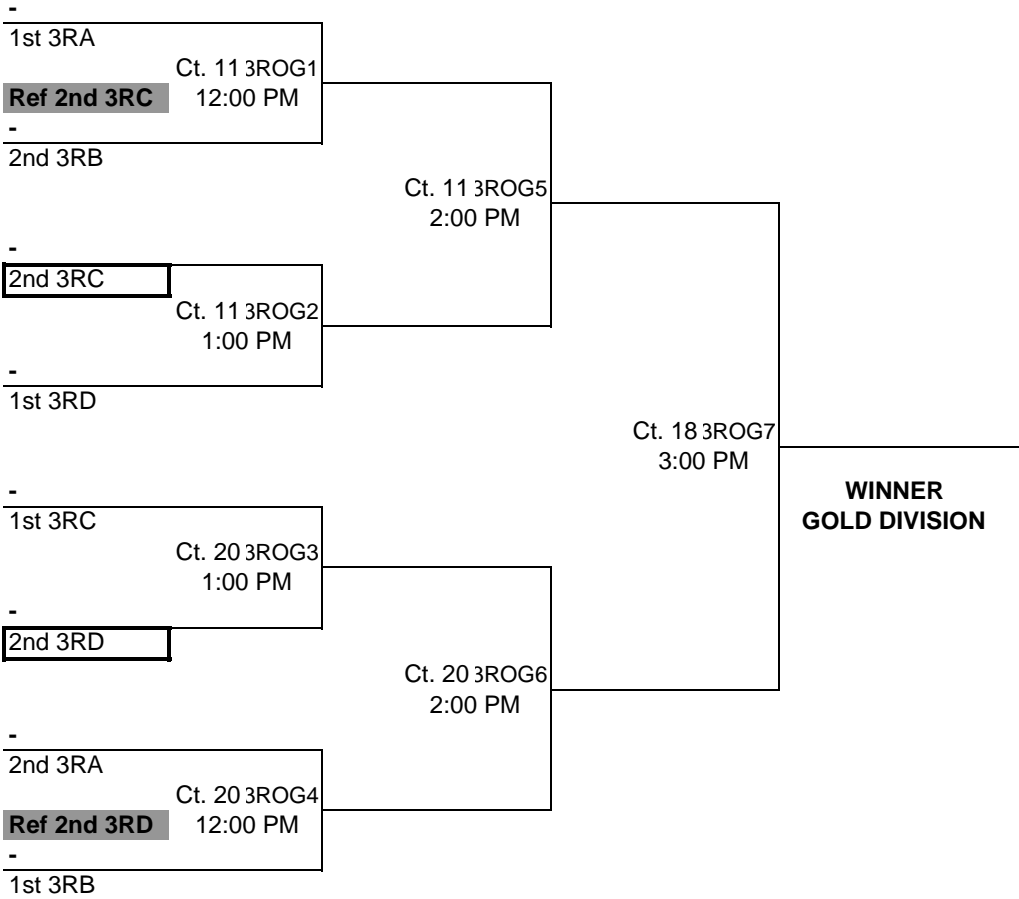 -
1st 3RA
Ct. 11 3ROG1
Ref 2nd 3RC 12:00 PM
-
2nd 3RB
Ct. 11 3ROG5
2:00 PM
-
2nd 3RC
Ct. 11 3ROG2
1:00 PM
-
1st 3RD
Ct. 18 3ROG7
3:00 PM
WINNER
GOLD DIVISION
-
1st 3RC
Ct. 20 3ROG3
1:00 PM
-
2nd 3RD
Ct. 20 3ROG6
2:00 PM
-
2nd 3RA
Ct. 20 3ROG4
Ref 2nd 3RD 12:00 PM
-
1st 3RB